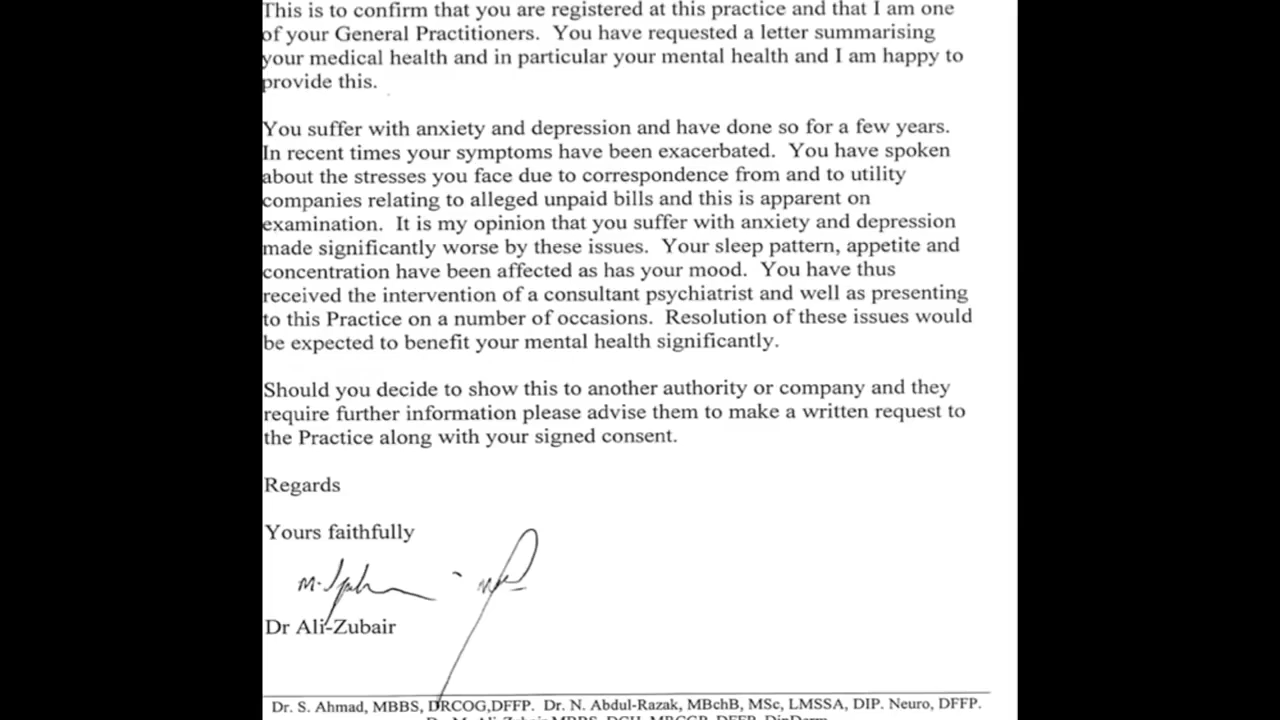 This is to confirm that you are registered at this practice and that I am one
of your General Practitioners. You have requested a letter summarising
your medical health and in particular your mental health and I am happy to
provide this.
You suffer with anxiety and depression and have done so for a few years.
In recent times your symptoms have been exacerbated. You have spoken
about the stresses you face due to correspondence from and to utility
companies relating to alleged unpaid bills and this is apparent on
examination. It is my opinion that you suffer with anxiety and depression
made significantly worse by these issues. Your sleep pattern, appetite and
concentration have been affected as has your mood. You have thus
received the intervention of a consultant psychiatrist and well as presenting
to this Practice on a number of occasions. Resolution of these issues would
be expected to benefit your mental health significantly.
Should you decide to show this to another authority or company and they
require further information please advise them to make a written request to
the Practice along with your signed consent.
Regards
Yours faithfully
Dr Ali-Zubair
Dr. S. Ahmad, MBBS, DRCOG,DFFP. Dr. N. Abdul-Razak, MBchB, MSc, LMSSA, DIP. Neuro, DFFP.